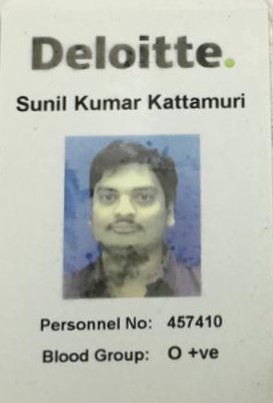 Deloitte.
Sunil Kumar Kattamuri
Personnel No: 457410
Blood Group: O +ve